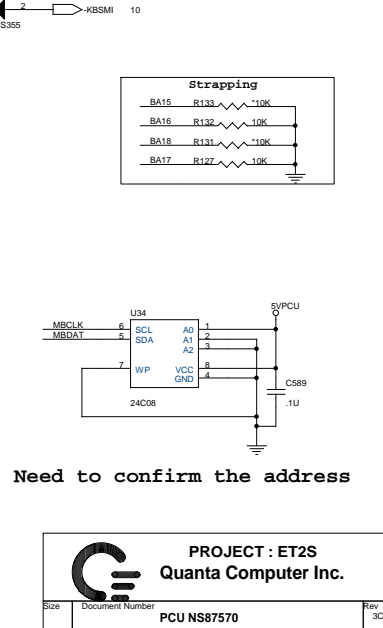 2 -KBSMI 10
S355
Strapping
BA15 R133 *10K
BA16 R132 10K
BA18 R131 *10K
BA17 R127 10K
5VPCU
U34
MBCLK 6 SCL A0 1
MBDAT 5 SDA A1 2
A2 3
7 WP VCC 8
GND 4
C589
24C08 .1U
Need to confirm the address
PROJECT : ET2S
Quanta Computer Inc.
Size Document Number Rev
PCU NS87570 3C